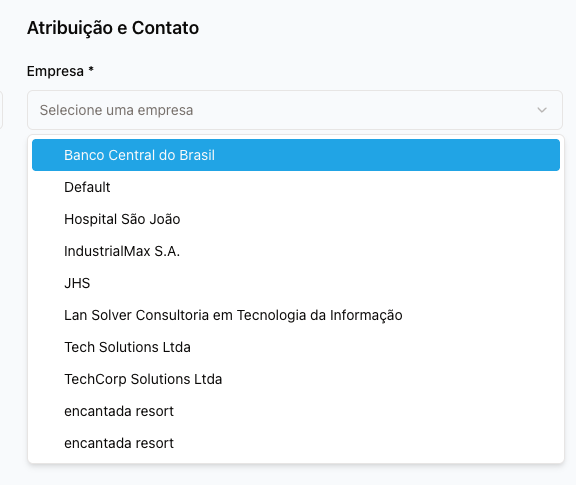 Atribuição e Contato
Empresa *
Selecione uma empresa
Banco Central do Brasil
Default
Hospital São João
IndustrialMax S.A.
JHS
Lan Solver Consultoria em Tecnologia da Informação
Tech Solutions Ltda
TechCorp Solutions Ltda
encantada resort
encantada resort